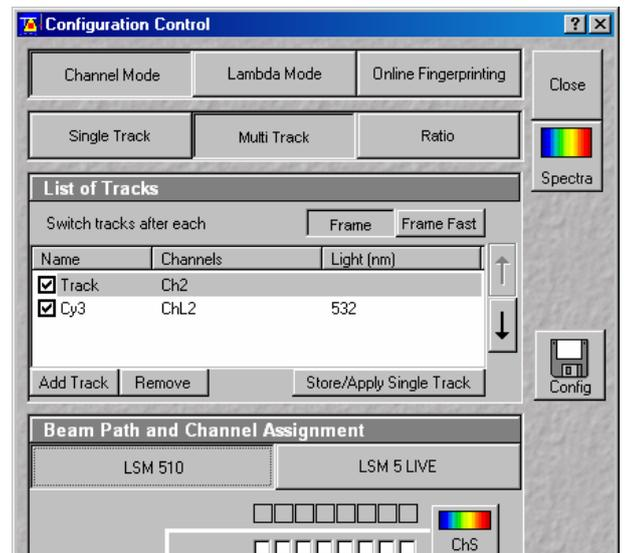 Configuration Control
Channel Mode Lambda Mode Online Fingerprinting Close
Single Track Multi Track Ratio
Spectra
List of Tracks
Switch tracks after each Frame Frame Fast
Name Channels Light (nm)
Track Ch2
Cy3 ChL2 532
Add Track Remove Store/Apply Single Track
Config
Beam Path and Channel Assignment
LSM 510 LSM 5 LIVE
ChS